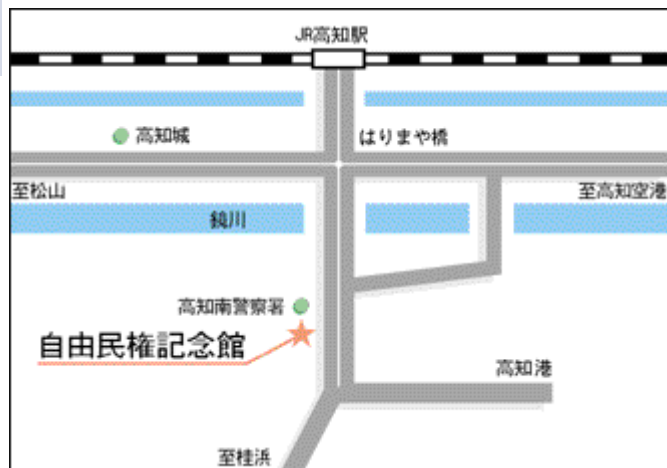 JR高知駅
高知城
はりまや橋
至松山
至高知空港
鏡川
高知南警察署
自由民権記念館
高知港
至桂浜